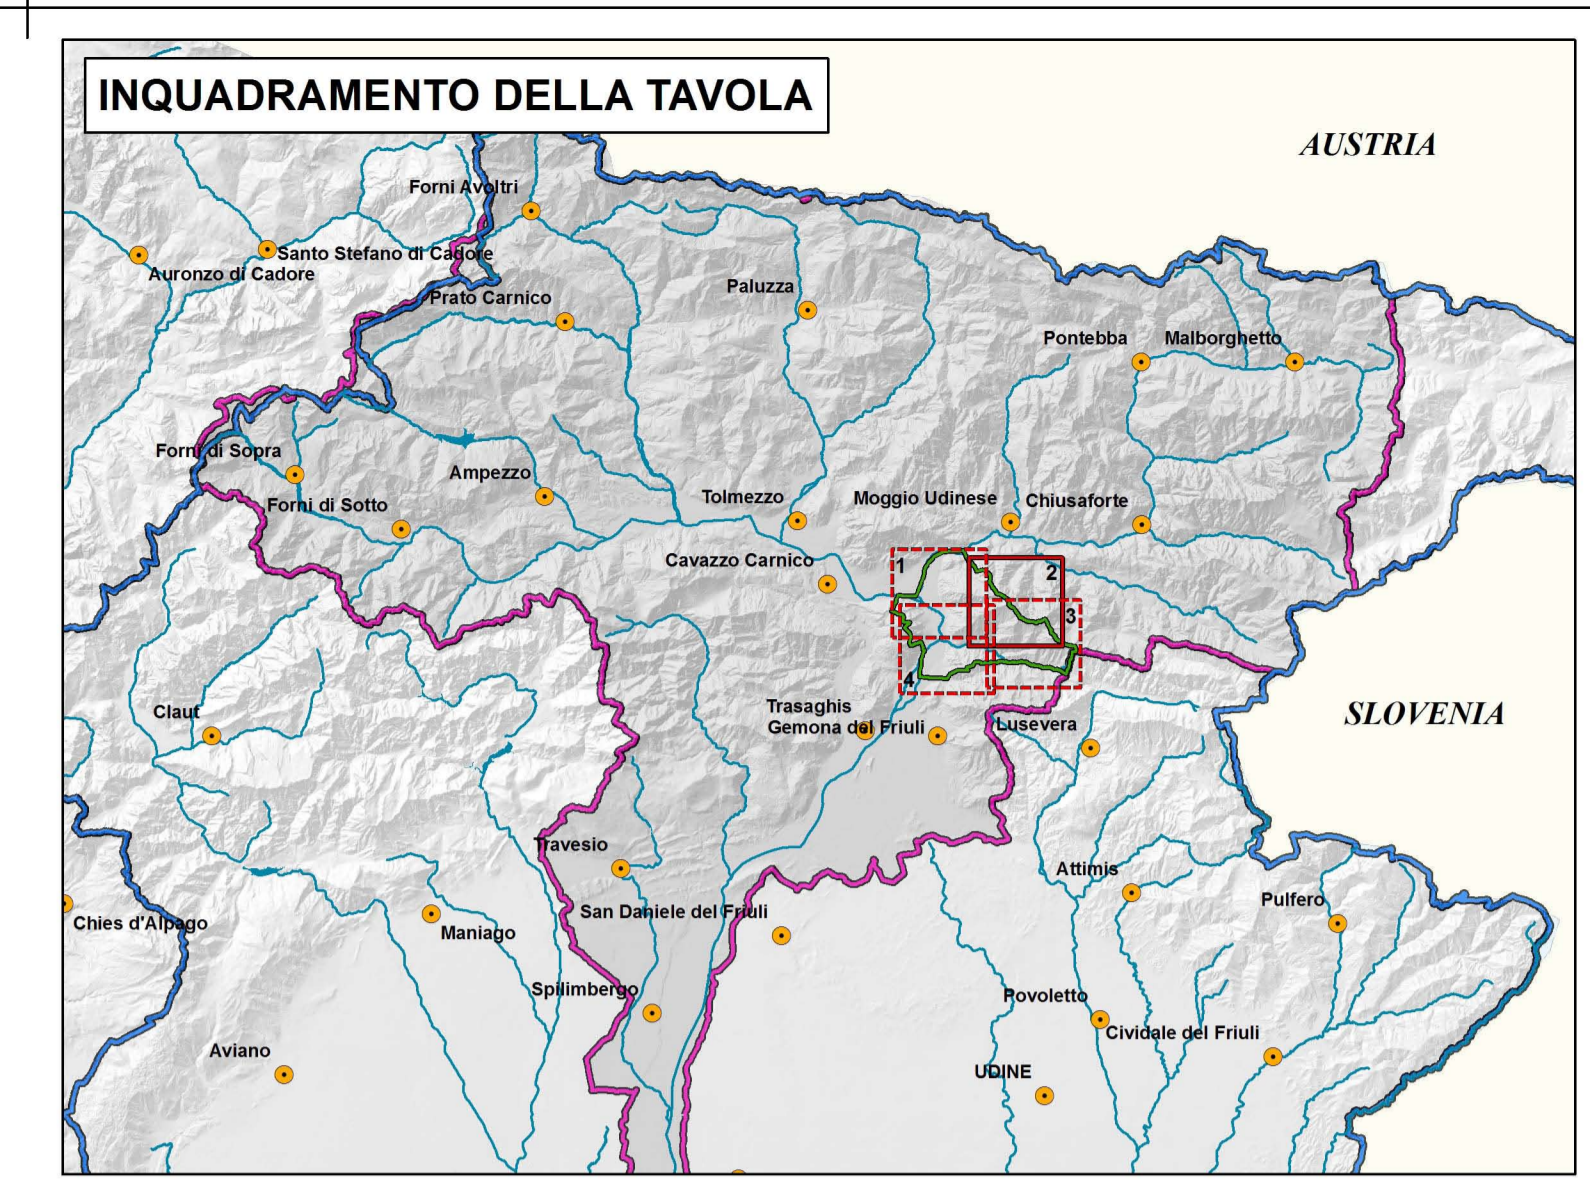 INQUADRAMENTO DELLA TAVOLA
AUSTRIA
Forni Avoltri
Santo Stefano di Cadore
Auronzo di Cadore
Prato Carnico
Paluzza
Pontebba
Malborghetto
Forni di Sopra
Ampezzo
Forni di Sotto
Tolmezzo
Moggio Udinese
Chiusaforte
Cavazzo Carnico
1
2
3
4
Claut
Trasaghis
Gemona del Friuli
Lusevera
SLOVENIA
Travesio
Attimis
Pulfero
Chies d'Alpago
Maniago
San Daniele del Friuli
Spilimbergo
Povoletto
Cividale del Friuli
Aviano
UDINE